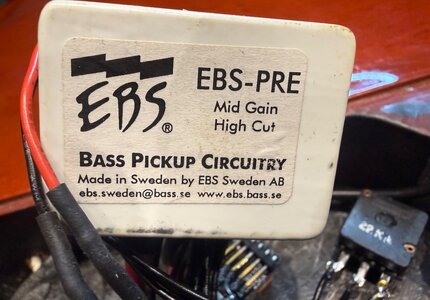 EBS®
EBS-PRE
Mid Gain
High Cut
BASS PICKUP CIRCUITRY
Made in Sweden by EBS Sweden AB
ebs.sweden@bass.se www.ebs.bass.se